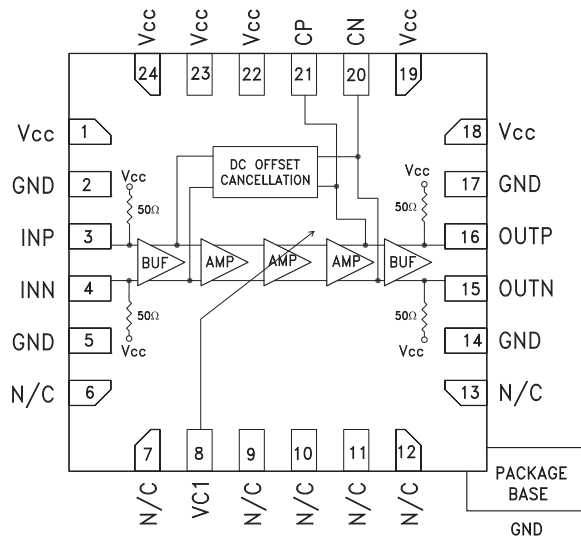 Vcc
Vcc
Vcc
CP
CN
Vcc
24
23
22
21
20
19
Vcc
1
18
Vcc
GND
2
17
GND
DC OFFSET
CANCELLATION
Vcc
Vcc
50Ω
50Ω
INP
3
16
OUTP
BUF
AMP
AMP
AMP
BUF
INN
4
15
OUTN
50Ω
50Ω
Vcc
Vcc
GND
5
14
GND
N/C
6
13
N/C
7
8
9
10
11
12
N/C
VC1
N/C
N/C
N/C
N/C
PACKAGE
BASE
GND